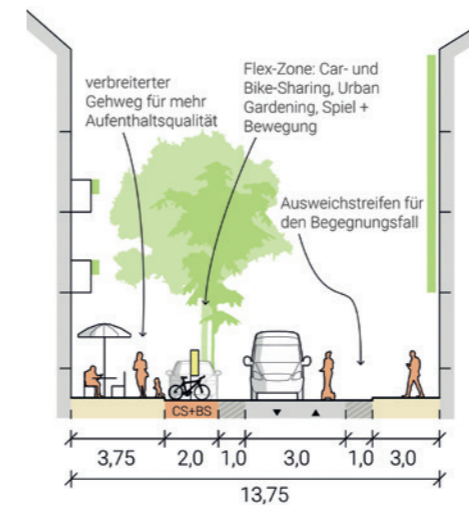 verbreiterter
Gehweg für mehr
Aufenthaltsqualität
Flex-Zone: Car- und
Bike-Sharing, Urban
Gardening, Spiel +
Bewegung
Ausweichstreifen für
den Begegnungsfall
CS+BS
3,75 2,0 1,0 3,0 1,0 3,0
13,75